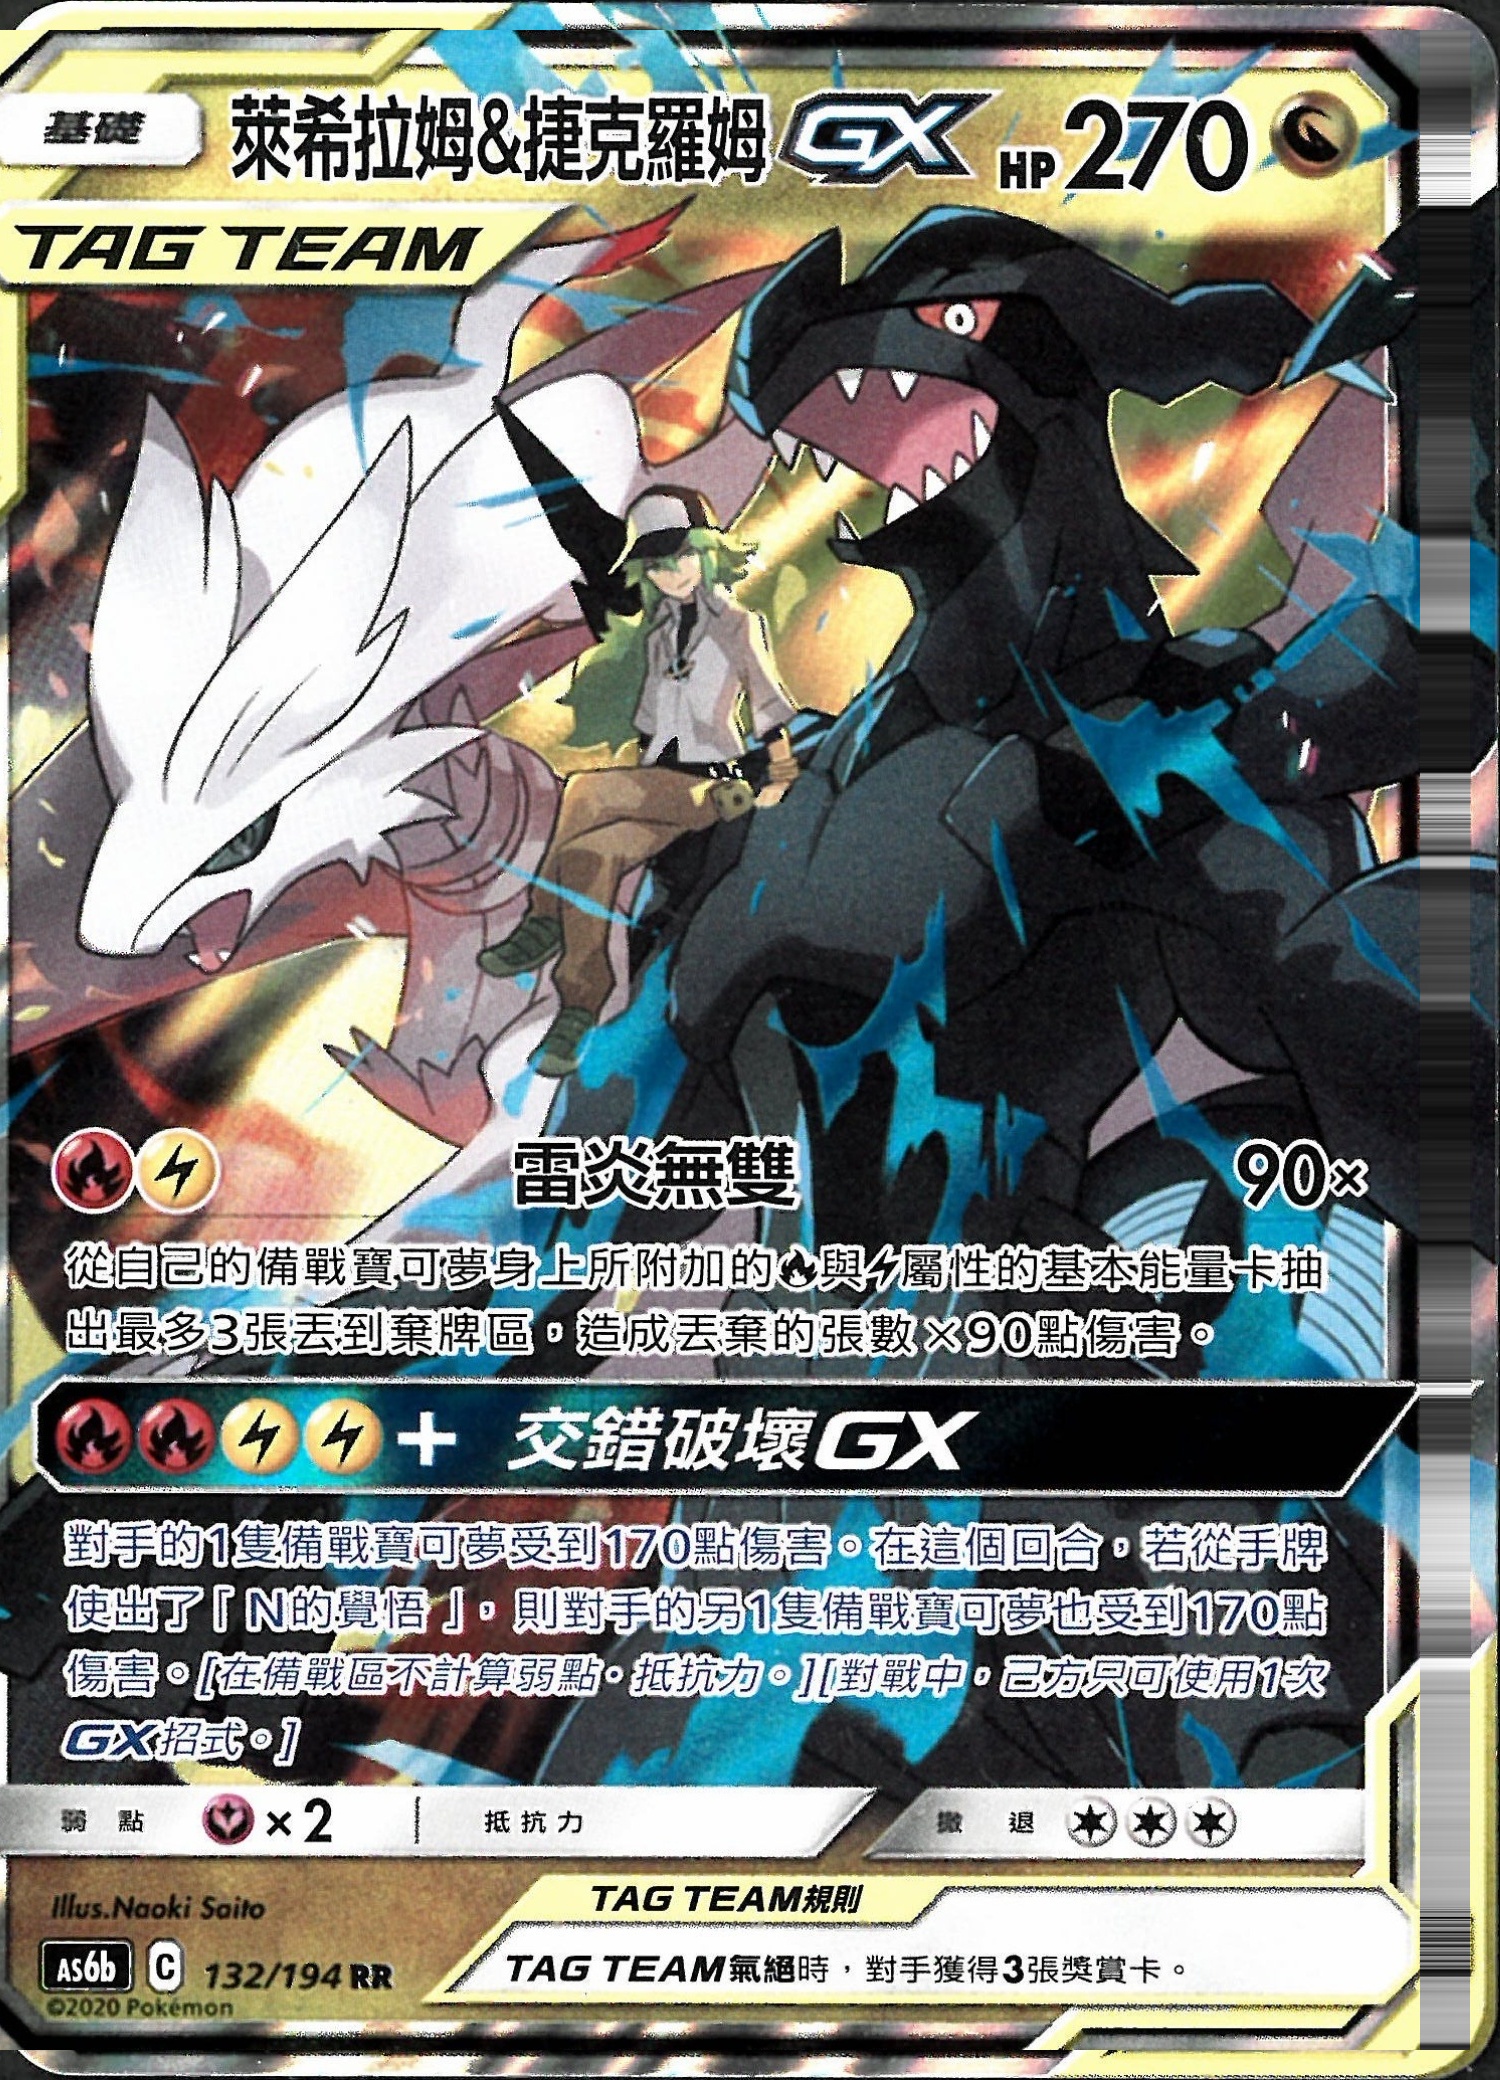 基礎
萊希拉姆&捷克羅姆GX HP270
TAG TEAM
雷炎無雙 90×
從自己的備戰寶可夢身上所附加的與屬性的基本能量卡抽
出最多3張丟到棄牌區，造成丟棄的張數×90點傷害。
+ 交錯破壞GX
對手的1隻備戰寶可夢受到170點傷害。在這個回合，若從手牌
使出了「N的覺悟」，則對手的另1隻備戰寶可夢也受到170點
傷害。[在備戰區不計算弱點・抵抗力。][對戰中，己方只可使用1次
GX招式。]
弱點 ×2 抵抗力 撤退
Illus.Naoki Saito
TAG TEAM規則
TAG TEAM氣絕時，對手獲得3張獎賞卡。
AS6b C 132/194 RR
©2020 Pokémon